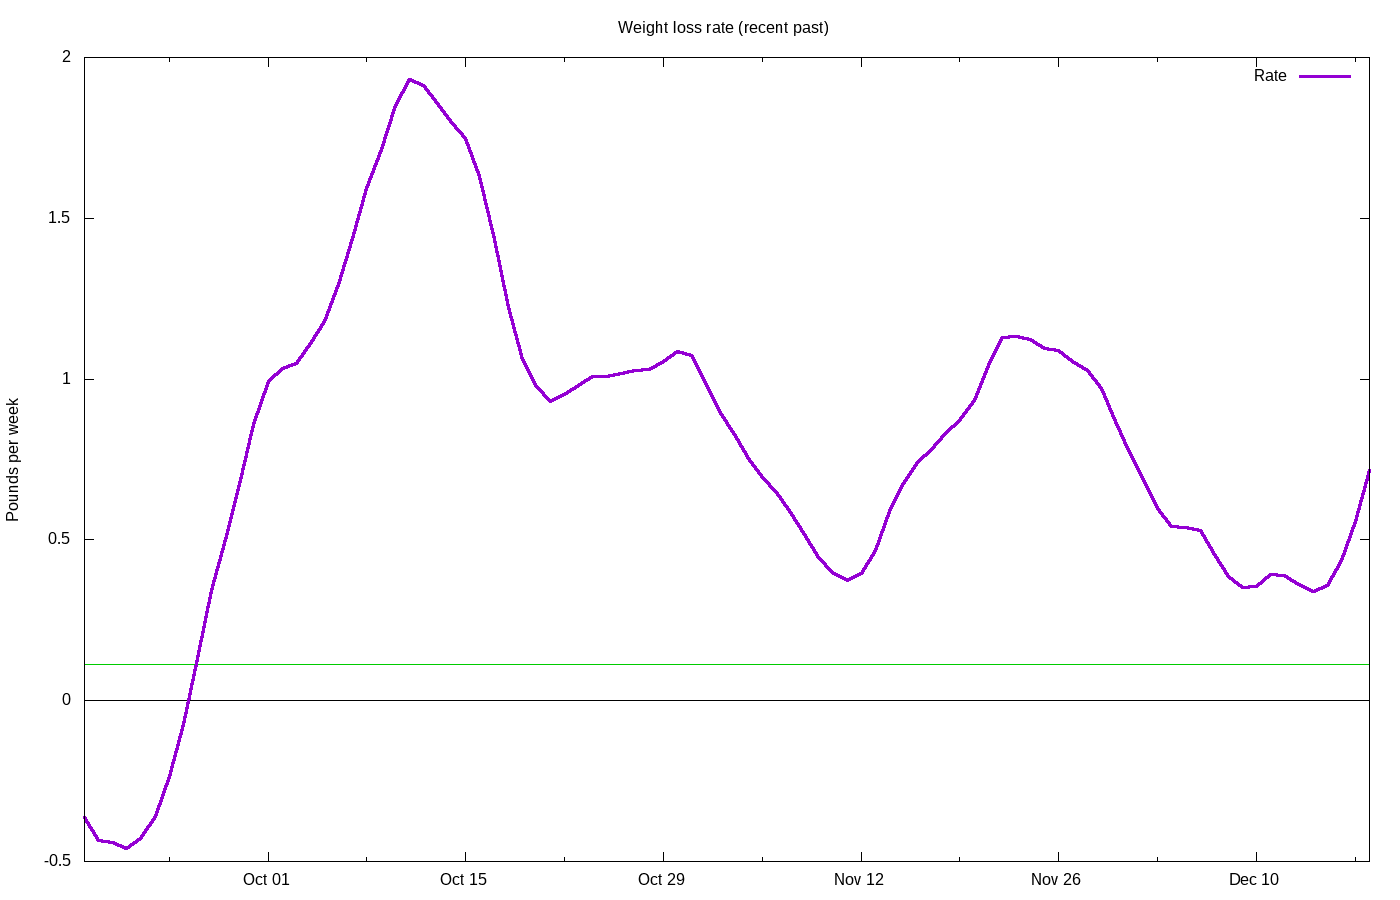 Weight loss rate (recent past)
Rate
2
1.5
1
0.5
0
-0.5
Pounds per week
Oct 01
Oct 15
Oct 29
Nov 12
Nov 26
Dec 10